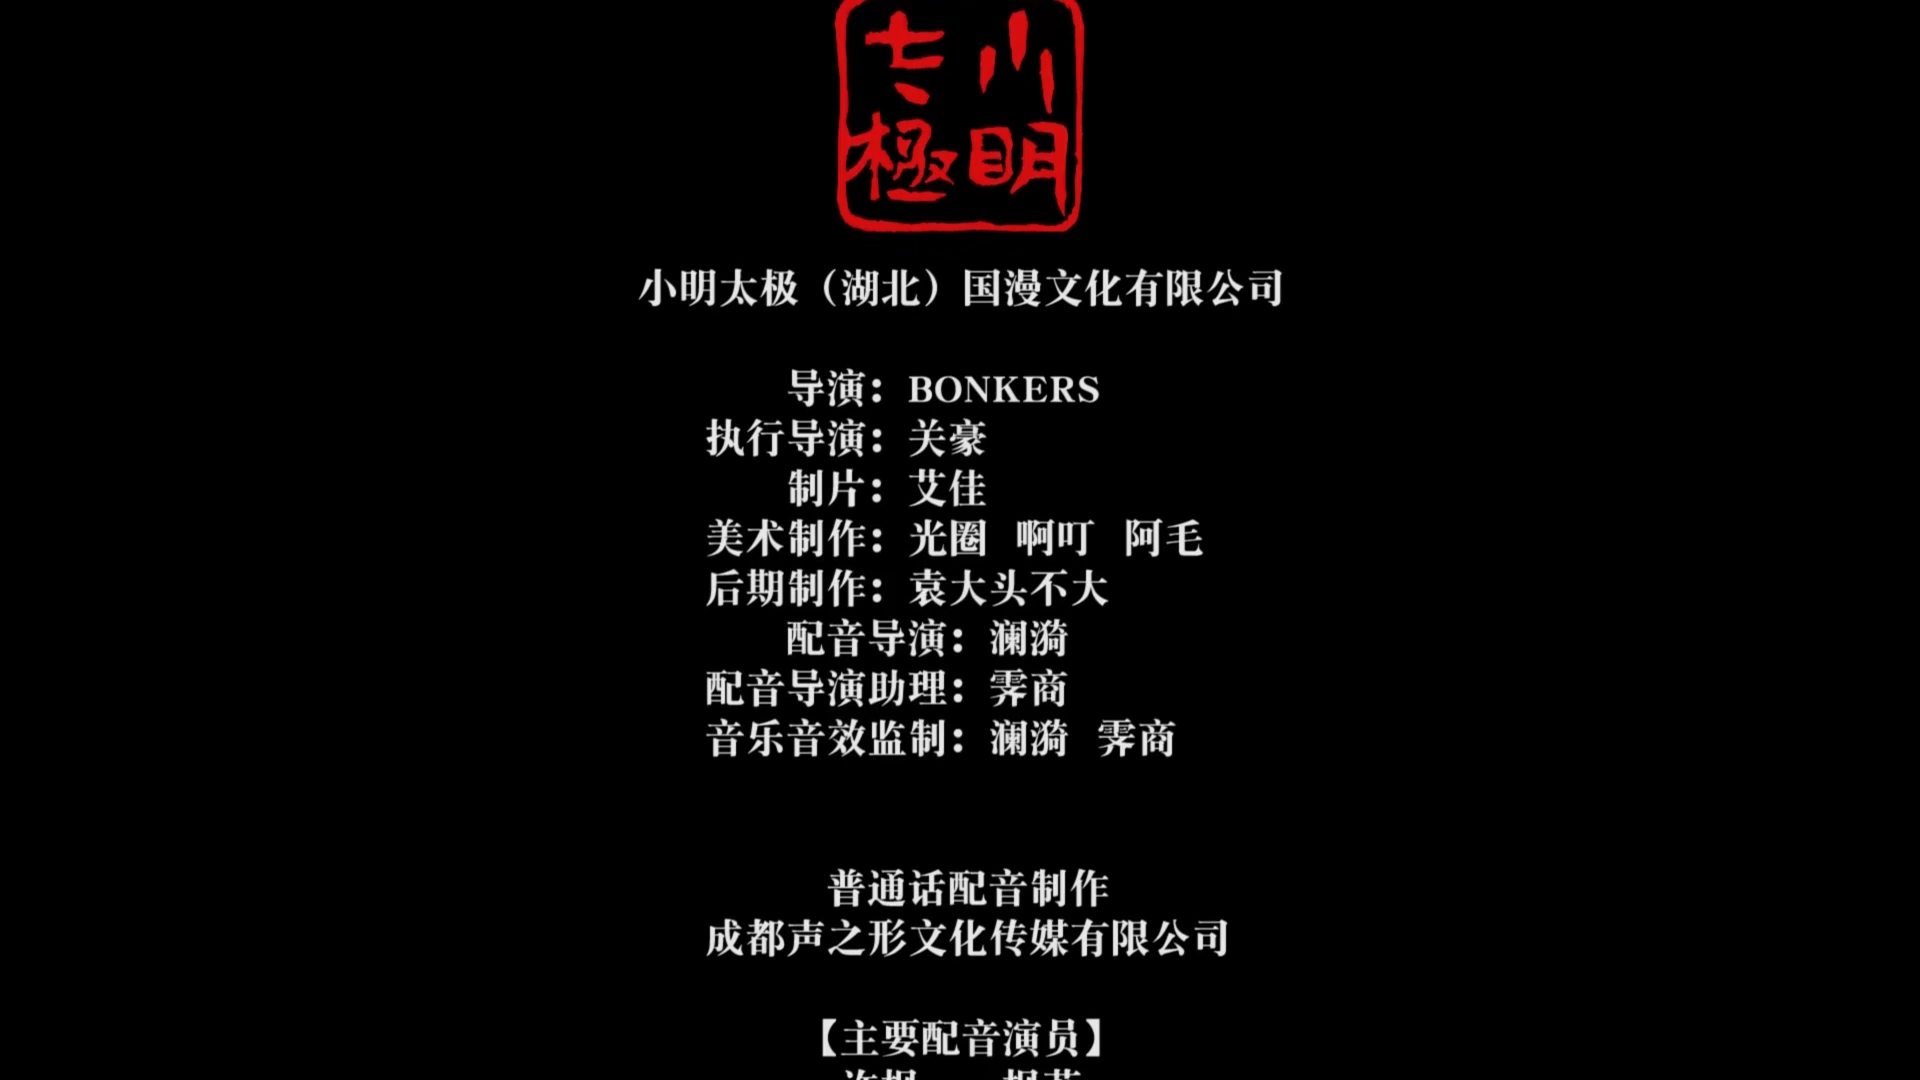 小明
太極
小明太极（湖北）国漫文化有限公司
导演：BONKERS
执行导演：关豪
制片：艾佳
美术制作：光圈 啊叮 阿毛
后期制作：袁大头不大
配音导演：澜漪
配音导演助理：霁商
音乐音效监制：澜漪 霁商
普通话配音制作
成都声之形文化传媒有限公司
【主要配音演员】